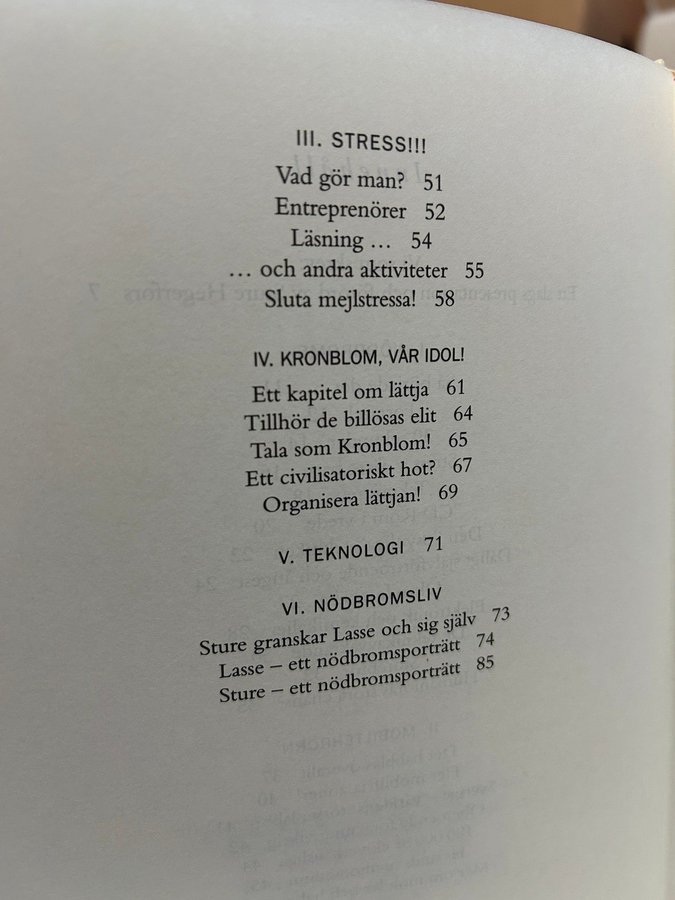 III. STRESS!!!
Vad gör man? 51
Entreprenörer 52
Läsning … 54
… och andra aktiviteter 55
Sluta mejlstressa! 58
IV. KRONBLOM, VÅR IDOL!
Ett kapitel om lättja 61
Tillhör de billösas elit 64
Tala som Kronblom! 65
Ett civilisatoriskt hot? 67
Organisera lättjan! 69
V. TEKNOLOGI 71
VI. NÖDBROMSLIV
Sture granskar Lasse och sig själv 73
Lasse – ett nödbromsporträtt 74
Sture – ett nödbromsporträtt 85